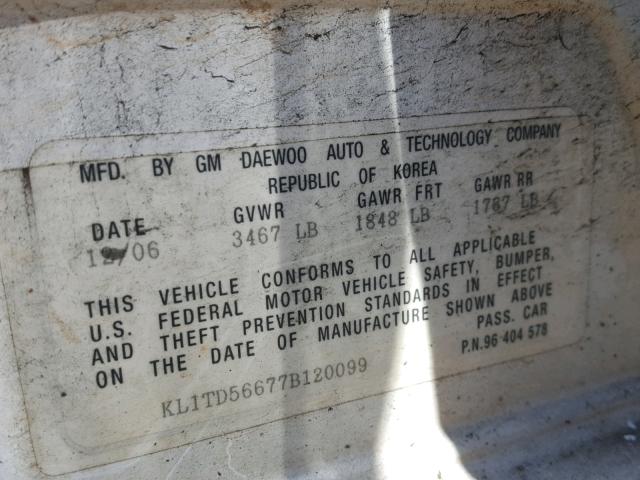 MFD. BY GM DAEWOO AUTO & TECHNOLOGY COMPANY
REPUBLIC OF KOREA
DATE GVWR GAWR FRT GAWR RR
12/06 3467 LB 1848 LB 1787 LB
THIS VEHICLE CONFORMS TO ALL APPLICABLE
U.S. FEDERAL MOTOR VEHICLE SAFETY, BUMPER,
AND THEFT PREVENTION STANDARDS IN EFFECT
ON THE DATE OF MANUFACTURE SHOWN ABOVE
PASS. CAR
KL1TD56677B120099 P.N.96 404 578